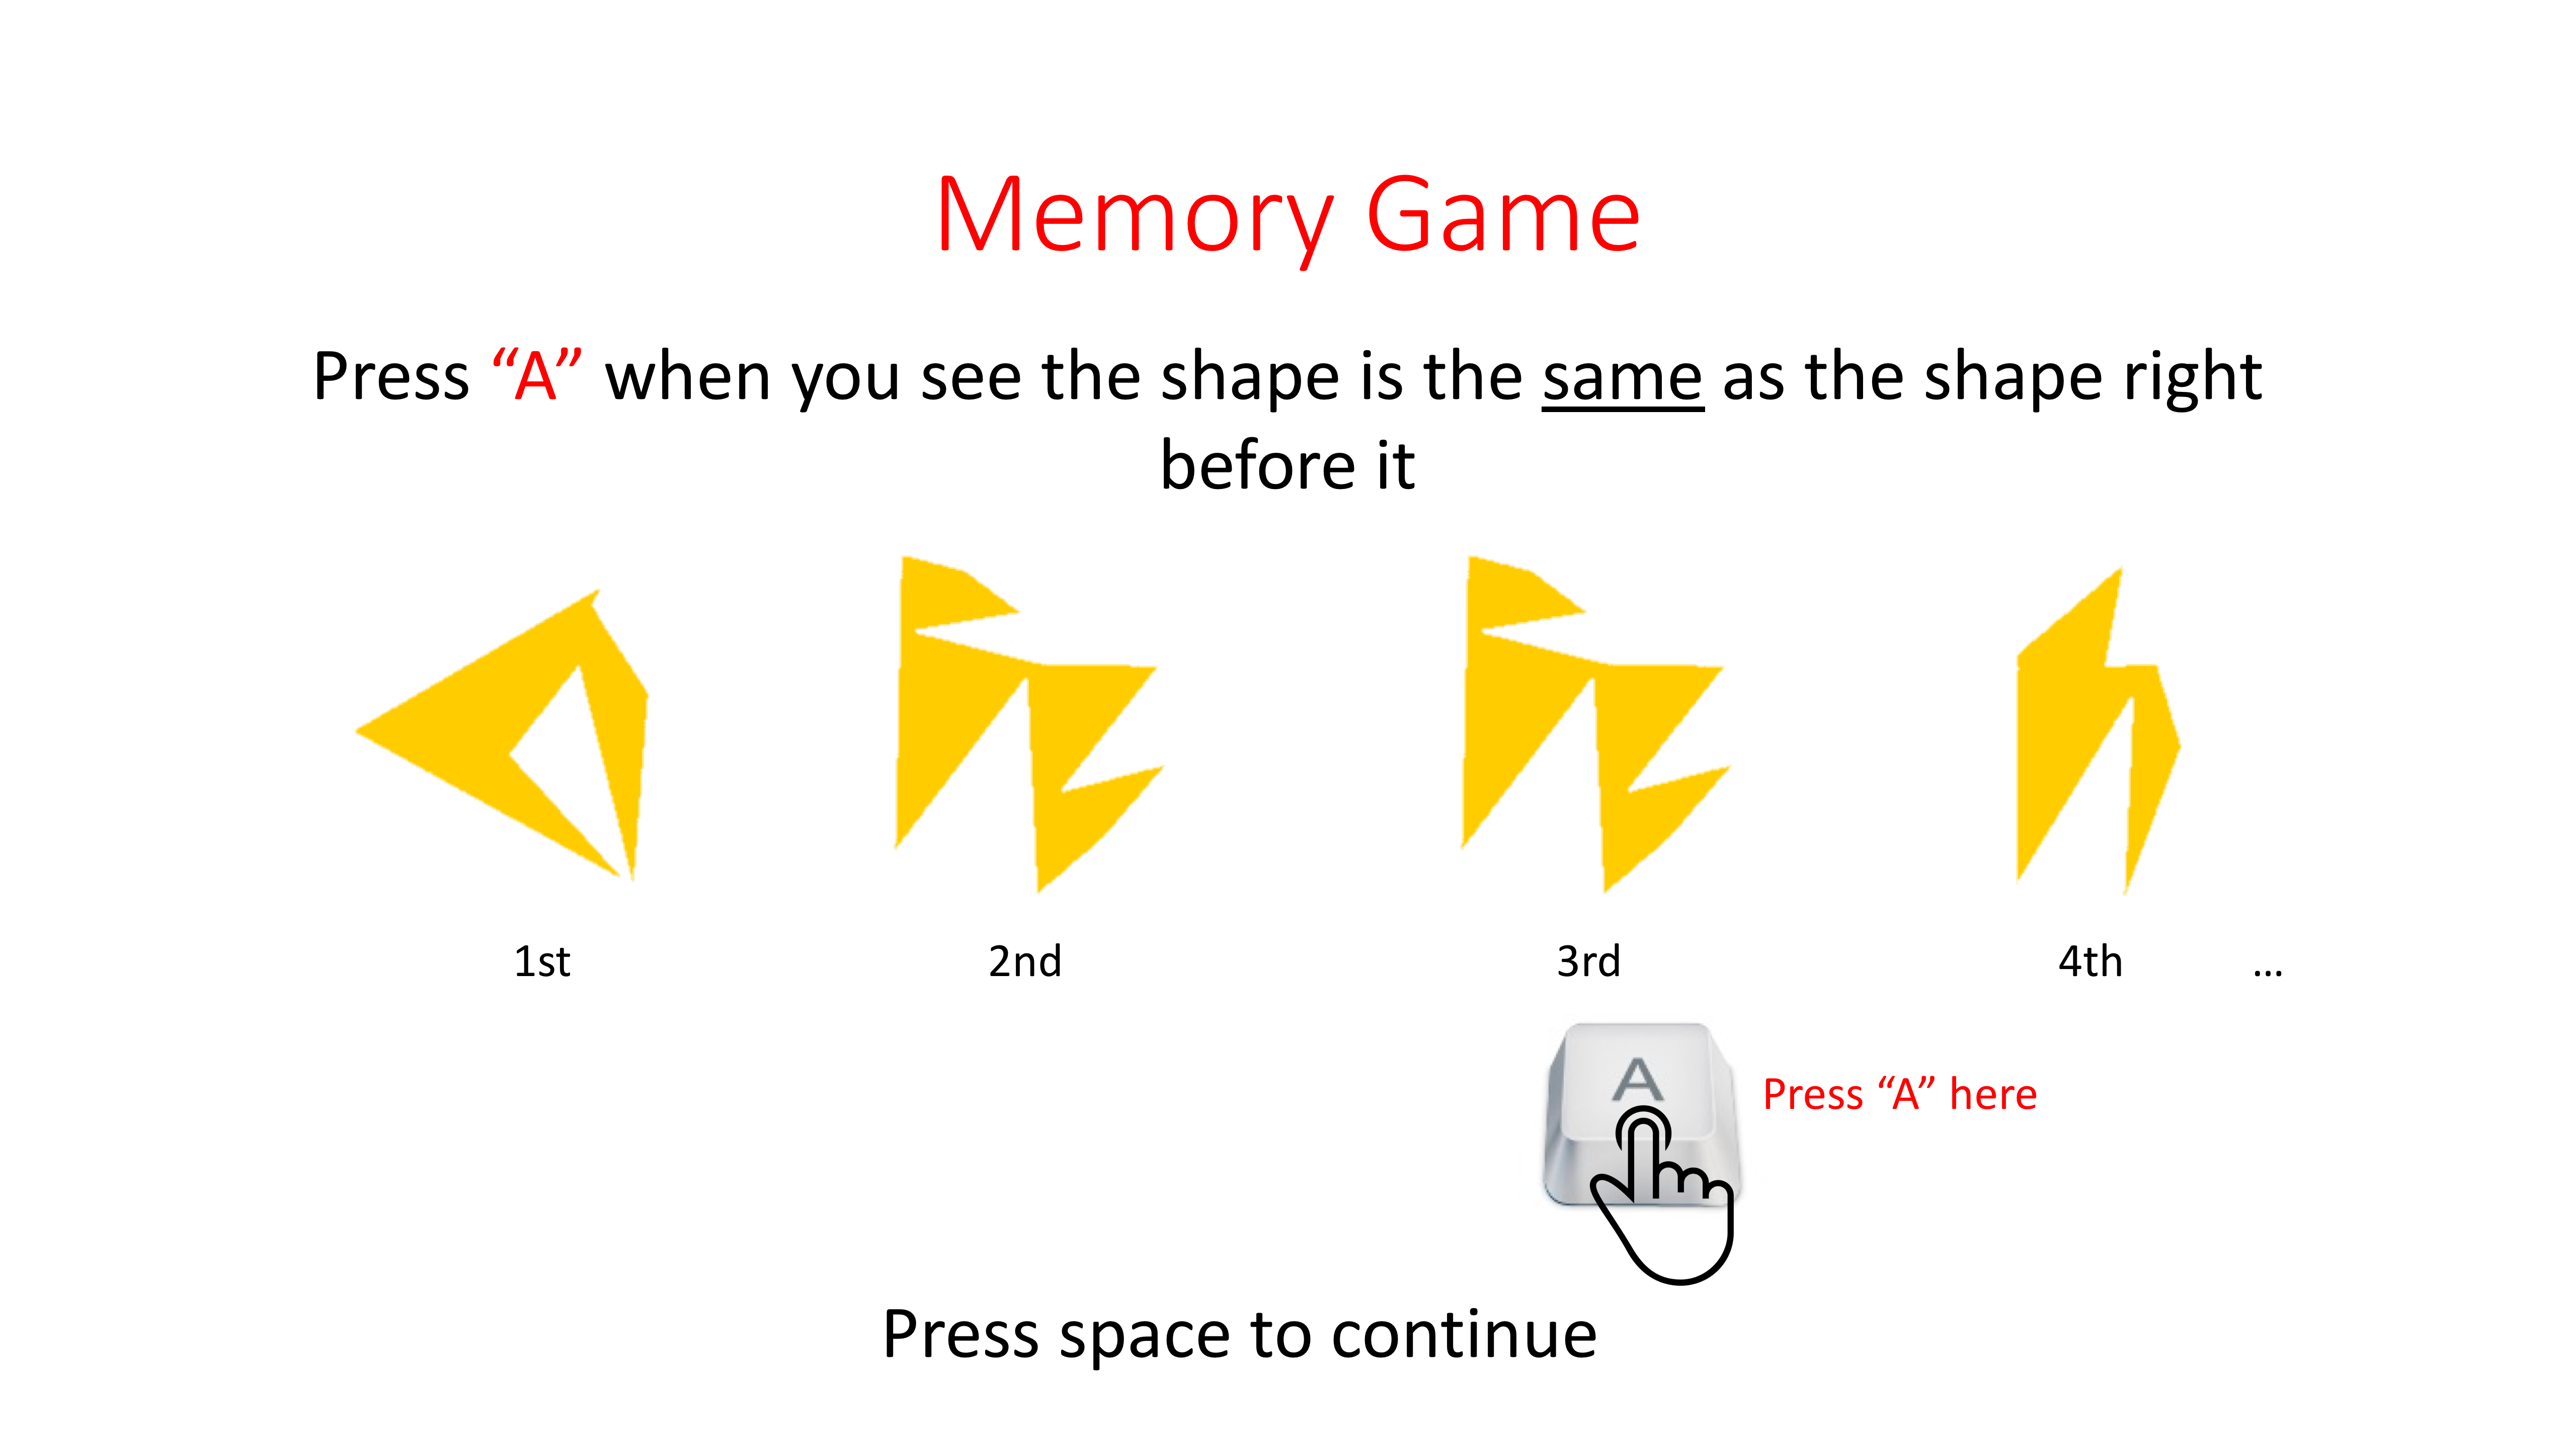 Memory Game
Press “A” when you see the shape is the same as the shape right
before it
1st 2nd 3rd 4th ...
A
Press “A” here
Press space to continue